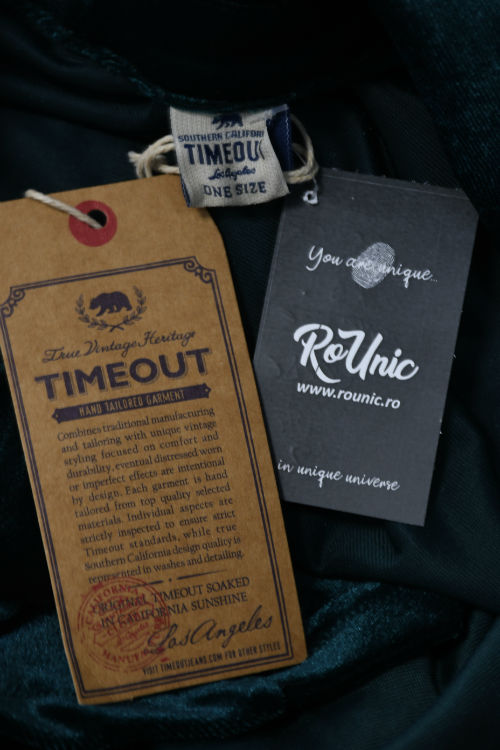 SOUTHERN CALIFORN
TIMEOU
Los Angeles
ONE SIZE
True Vintage Heritage
TIMEOUT
HAND TAILORED GARMENT
Combines traditional manufacturing
and tailoring with unique vintage
styling focused on comfort and
durability, eventual distressed worn
or imperfect effects are intentional
by design. Each garment is hand
tailored from top quality selected
materials. Individual aspects are
strictly inspected to ensure strict
Timeout standards, while true
Southern California design quality is
represented in washes and detailing.
ORIGINAL TIMEOUT SOAKED
IN CALIFORNIA SUNSHINE
Los Angeles
CALIFORNIA
VISIT TIMEOUTJEANS.COM FOR OTHER STYLES
You are unique...
RoUnic
www.rounic.ro
in unique universe